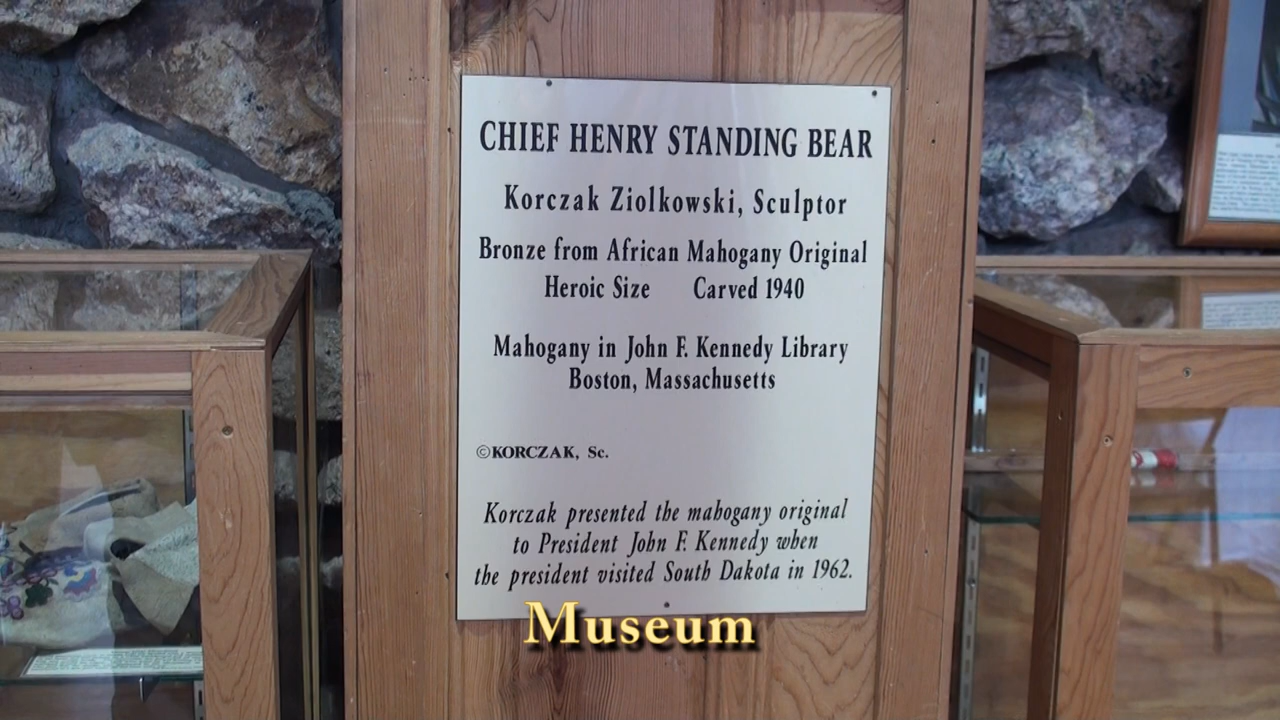 CHIEF HENRY STANDING BEAR
Korczak Ziolkowski, Sculptor
Bronze from African Mahogany Original
Heroic Size Carved 1940
Mahogany in John F. Kennedy Library
Boston, Massachusetts
©KORCZAK, Sc.
Korczak presented the mahogany original
to President John F. Kennedy when
the president visited South Dakota in 1962.
Museum